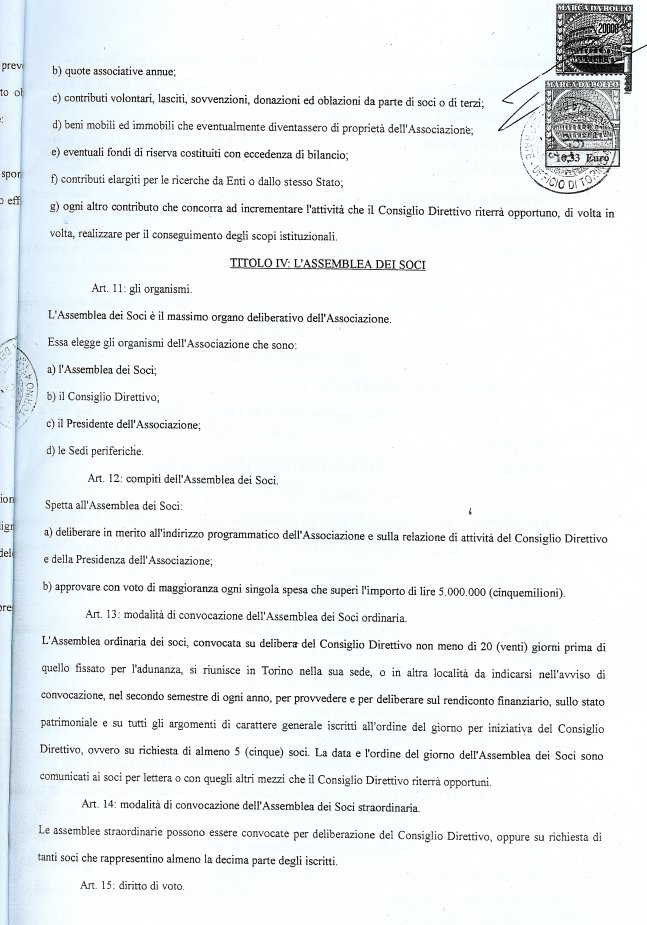 MARCA DA BOLLO
20000
MARCA DA BOLLO
10,33 Euro
UFFICIO DI TORINO
b) quote associative annue;
c) contributi volontari, lasciti, sovvenzioni, donazioni ed oblazioni da parte di soci o di terzi;
d) beni mobili ed immobili che eventualmente diventassero di proprietà dell'Associazione;
e) eventuali fondi di riserva costituiti con eccedenza di bilancio;
f) contributi elargiti per le ricerche da Enti o dallo stesso Stato;
g) ogni altro contributo che concorra ad incrementare l'attività che il Consiglio Direttivo riterrà opportuno, di volta in
volta, realizzare per il conseguimento degli scopi istituzionali.
TITOLO IV: L'ASSEMBLEA DEI SOCI
Art. 11: gli organismi.
L'Assemblea dei Soci è il massimo organo deliberativo dell'Associazione.
Essa elegge gli organismi dell'Associazione che sono:
a) l'Assemblea dei Soci;
b) il Consiglio Direttivo;
c) il Presidente dell'Associazione;
d) le Sedi periferiche.
Art. 12: compiti dell'Assemblea dei Soci.
Spetta all'Assemblea dei Soci:
a) deliberare in merito all'indirizzo programmatico dell'Associazione e sulla relazione di attività del Consiglio Direttivo
e della Presidenza dell'Associazione;
b) approvare con voto di maggioranza ogni singola spesa che superi l'importo di lire 5.000.000 (cinquemilioni).
Art. 13: modalità di convocazione dell'Assemblea dei Soci ordinaria.
L'Assemblea ordinaria dei soci, convocata su delibera del Consiglio Direttivo non meno di 20 (venti) giorni prima di
quello fissato per l'adunanza, si riunisce in Torino nella sua sede, o in altra località da indicarsi nell'avviso di
convocazione, nel secondo semestre di ogni anno, per provvedere e per deliberare sul rendiconto finanziario, sullo stato
patrimoniale e su tutti gli argomenti di carattere generale iscritti all'ordine del giorno per iniziativa del Consiglio
Direttivo, ovvero su richiesta di almeno 5 (cinque) soci. La data e l'ordine del giorno dell'Assemblea dei Soci sono
comunicati ai soci per lettera o con quegli altri mezzi che il Consiglio Direttivo riterrà opportuni.
Art. 14: modalità di convocazione dell'Assemblea dei Soci straordinaria.
Le assemblee straordinarie possono essere convocate per deliberazione del Consiglio Direttivo, oppure su richiesta di
tanti soci che rappresentino almeno la decima parte degli iscritti.
Art. 15: diritto di voto.